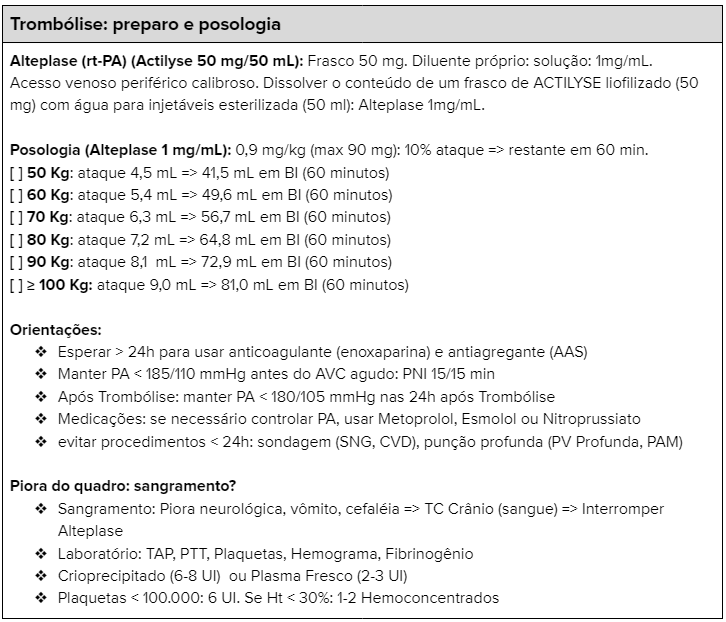 Trombólise: preparo e posologia
Alteplase (rt-PA) (Actilyse 50 mg/50 mL): Frasco 50 mg. Diluente próprio: solução: 1mg/mL.
Acesso venoso periférico calibroso. Dissolver o conteúdo de um frasco de ACTILYSE liofilizado (50
mg) com água para injetáveis esterilizada (50 ml): Alteplase 1mg/mL.
Posologia (Alteplase 1 mg/mL): 0,9 mg/kg (max 90 mg): 10% ataque => restante em 60 min.
[ ] 50 Kg: ataque 4,5 mL => 41,5 mL em BI (60 minutos)
[ ] 60 Kg: ataque 5,4 mL => 49,6 mL em BI (60 minutos)
[ ] 70 Kg: ataque 6,3 mL => 56,7 mL em BI (60 minutos)
[ ] 80 Kg: ataque 7,2 mL => 64,8 mL em BI (60 minutos)
[ ] 90 Kg: ataque 8,1 mL => 72,9 mL em BI (60 minutos)
[ ] ≥ 100 Kg: ataque 9,0 mL => 81,0 mL em BI (60 minutos)
Orientações:
❖ Esperar > 24h para usar anticoagulante (enoxaparina) e antiagregante (AAS)
❖ Manter PA < 185/110 mmHg antes do AVC agudo: PNI 15/15 min
❖ Após Trombólise: manter PA < 180/105 mmHg nas 24h após Trombólise
❖ Medicações: se necessário controlar PA, usar Metoprolol, Esmolol ou Nitroprussiato
❖ evitar procedimentos < 24h: sondagem (SNG, CVD), punção profunda (PV Profunda, PAM)
Piora do quadro: sangramento?
❖ Sangramento: Piora neurológica, vômito, cefaléia => TC Crânio (sangue) => Interromper
Alteplase
❖ Laboratório: TAP, PTT, Plaquetas, Hemograma, Fibrinogênio
❖ Crioprecipitado (6-8 UI) ou Plasma Fresco (2-3 UI)
❖ Plaquetas < 100.000: 6 UI. Se Ht < 30%: 1-2 Hemoconcentrados